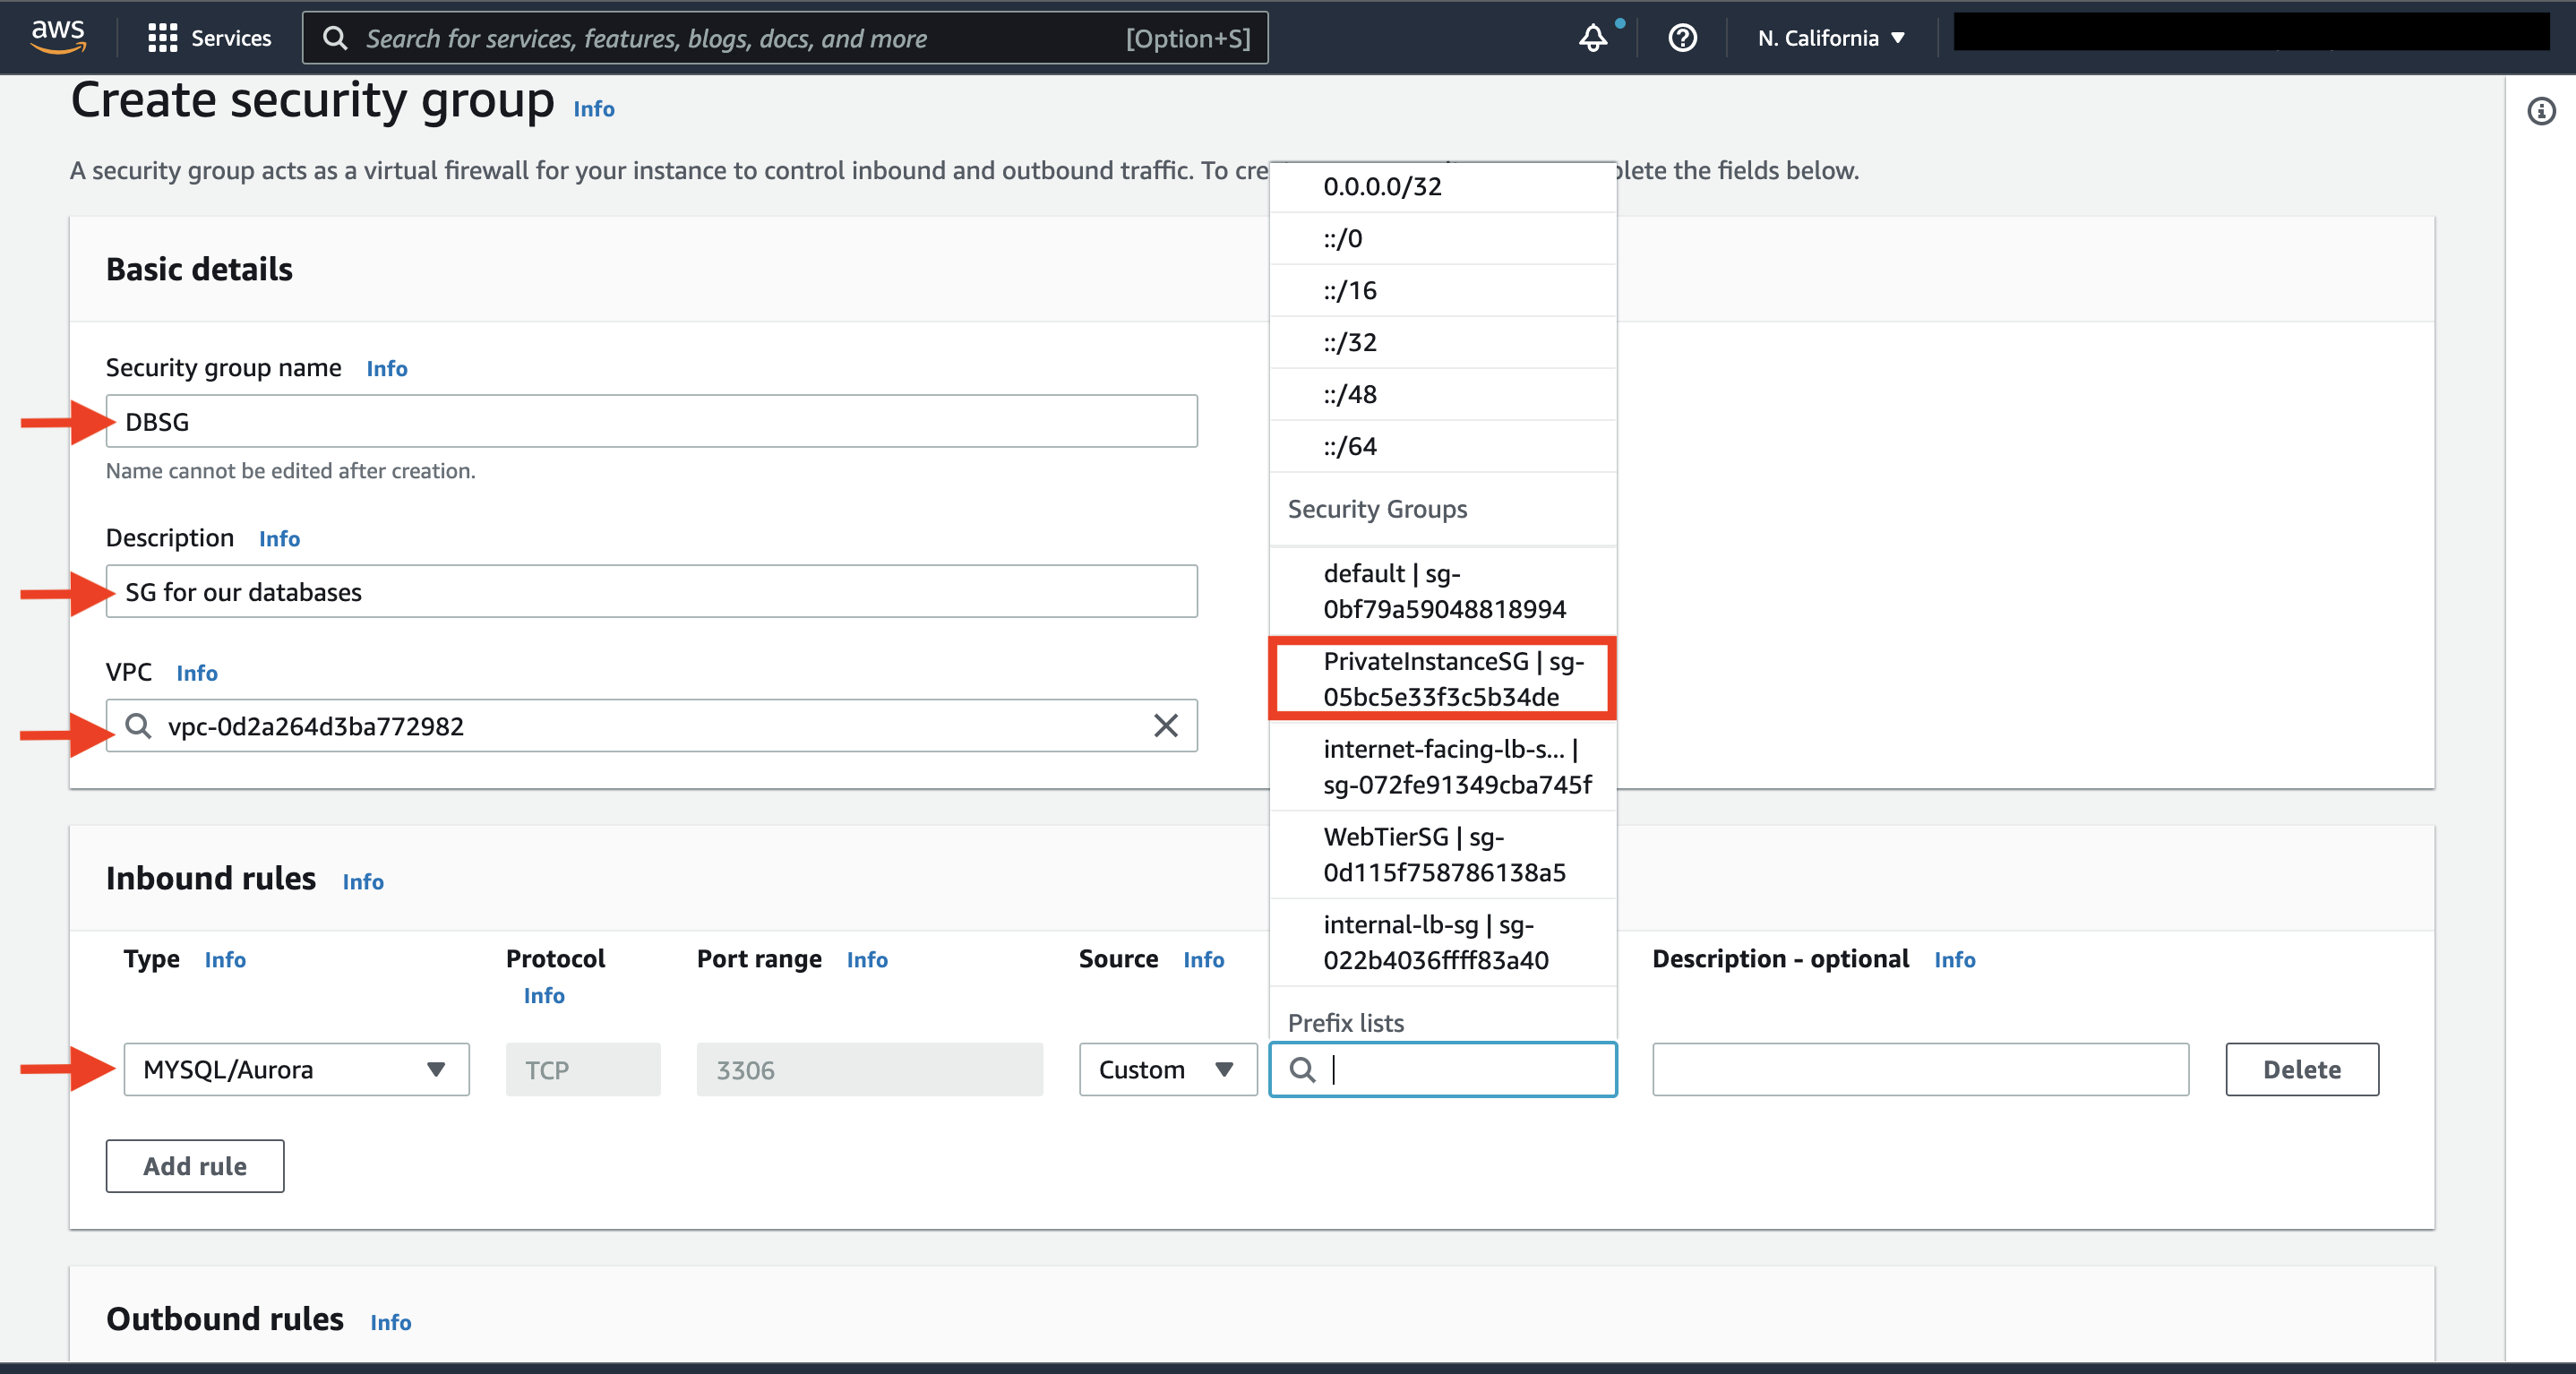 aws
Services
Search for services, features, blogs, docs, and more
[Option+S]
N. California
Create security group Info
A security group acts as a virtual firewall for your instance to control inbound and outbound traffic. To cre
plete the fields below.
Basic details
Security group name Info
DBSG
Name cannot be edited after creation.
Description Info
SG for our databases
VPC Info
vpc-0d2a264d3ba772982
0.0.0.0/32
::/0
::/16
::/32
::/48
::/64
Security Groups
default | sg-
0bf79a59048818994
PrivateInstanceSG | sg-
05bc5e33f3c5b34de
internet-facing-lb-s... |
sg-072fe91349cba745f
WebTierSG | sg-
0d115f758786138a5
internal-lb-sg | sg-
022b4036ffff83a40
Prefix lists
Inbound rules Info
Type Info
Protocol
Info
Port range Info
Source Info
Description - optional Info
MYSQL/Aurora
TCP
3306
Custom
Delete
Add rule
Outbound rules Info